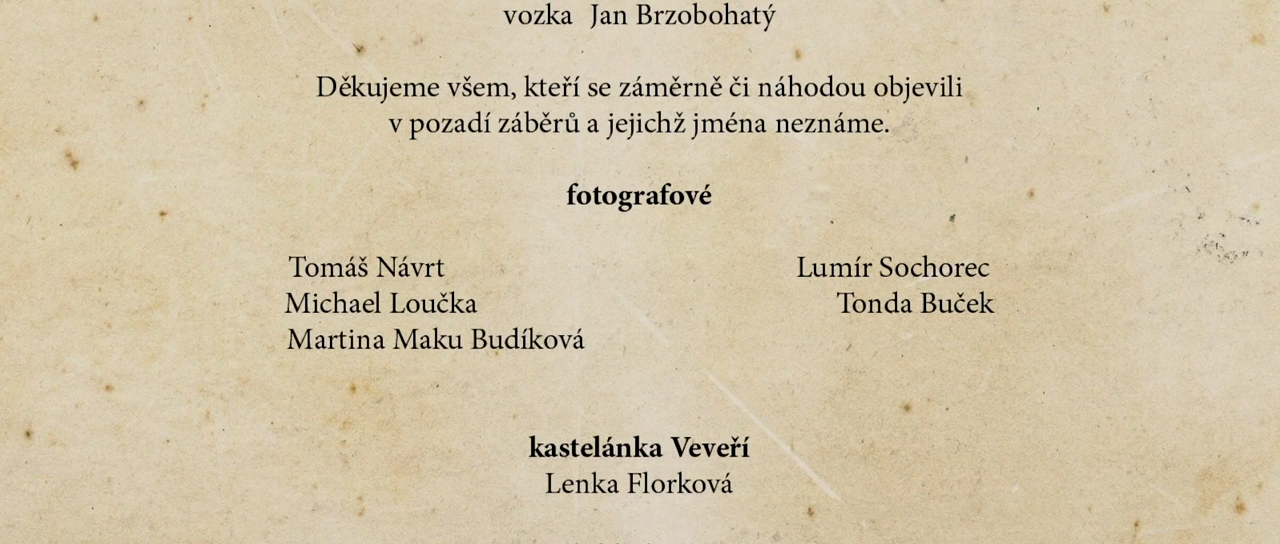 vozka Jan Brzobohatý
Děkujeme všem, kteří se záměrně či náhodou objevili
v pozadí záběrů a jejichž jména neznáme.
fotografové
Tomáš Návrt Lumír Sochorec
Michael Loučka Tonda Buček
Martina Maku Budíková
kastelánka Veveří
Lenka Florková